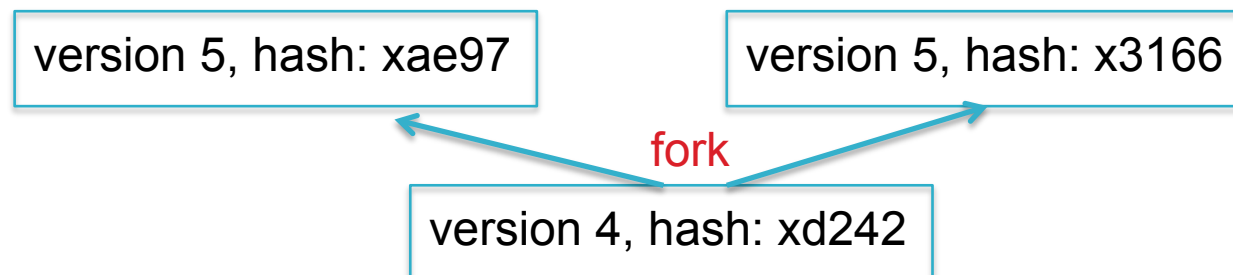 version 5, hash: xae97
version 5, hash: x3166
fork
version 4, hash: xd242